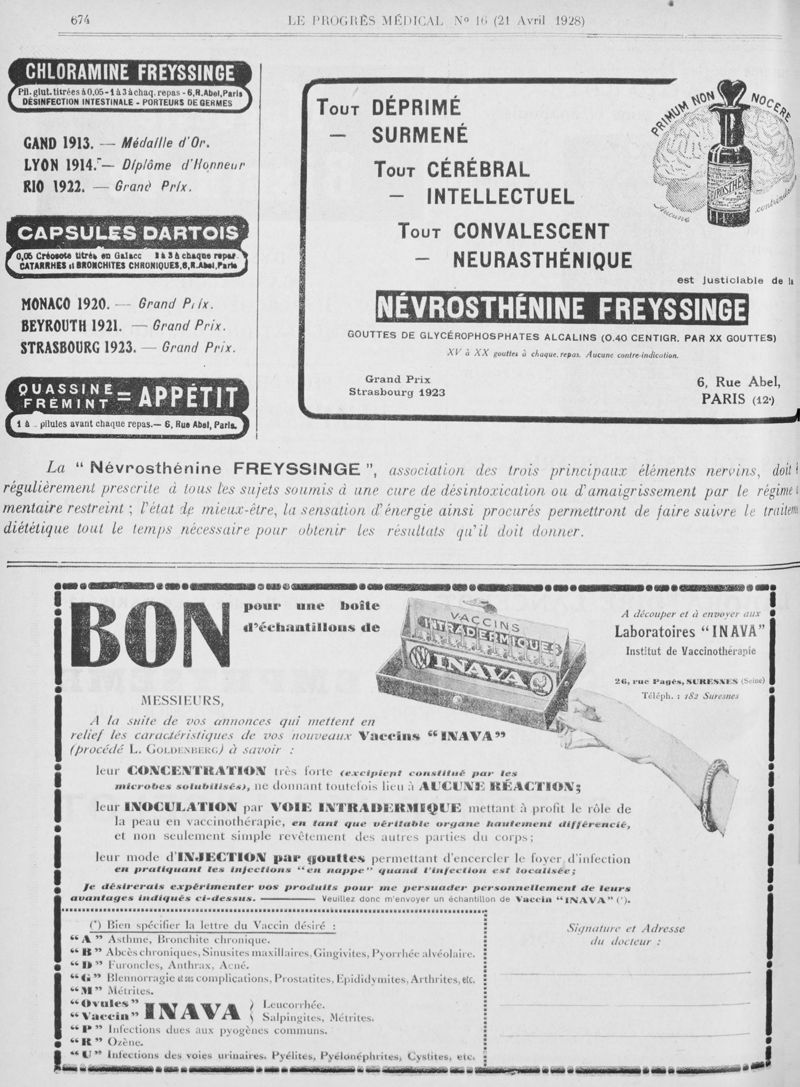 674
LE PROGRÈS MÉDICAL Nº 16 (21 Avril 1928)
CHLORAMINE FREYSSINGE
Pil. glut. titrées à 0,05 - 1 à 3 à chaq. repas - 6, R. Abel, Paris
DÉSINFECTION INTESTINALE - PORTEURS DE GERMES
GAND 1913. — Médaille d'Or.
LYON 1914. — Diplôme d'Honneur
RIO 1922. — Grand Prix.
CAPSULES DARTOIS
0,05 Créosote titrée en Gaïacol 2 à 3 à chaque repas
CATARRHES et BRONCHITES CHRONIQUES, 6, R. Abel, Paris
MONACO 1920. — Grand Prix.
BEYROUTH 1921. — Grand Prix.
STRASBOURG 1923. — Grand Prix.
QUASSINE
FRÉMINT = APPÉTIT
1 à pilules avant chaque repas. — 6, Rue Abel, Paris.
TOUT DÉPRIMÉ
— SURMENÉ
TOUT CÉRÉBRAL
— INTELLECTUEL
TOUT CONVALESCENT
— NEURASTHÉNIQUE
PRIMUM NON NOCERE
Aucune contreindication
est justiciable de la
NÉVROSTHÉNINE FREYSSINGE
GOUTTES DE GLYCÉROPHOSPHATES ALCALINS (0.40 CENTIGR. PAR XX GOUTTES)
XV à XX gouttes à chaque. repas. Aucune contre-indication.
Grand Prix
Strasbourg 1923
6, Rue Abel,
PARIS (12e)
La “ Névrosthénine FREYSSINGE ”, association des trois principaux éléments nervins, doit
régulièrement prescrite à tous les sujets soumis à une cure de désintoxication ou d'amaigrissement par le régime
mentaire restreint ; l'état de mieux-être, la sensation d'énergie ainsi procurés permettront de faire suivre le traitem
diététique tout le temps nécessaire pour obtenir les résultats qu'il doit donner.
BON pour une boîte
d'échantillons de
VACCINS
INTRADERMIQUES
INAVA
A découper et à envoyer aux
Laboratoires “INAVA”
Institut de Vaccinothérapie
26, rue Pagès, SURESNES (Seine)
Téléph. : 182 Suresnes
MESSIEURS,
A la suite de vos annonces qui mettent en
relief les caractéristiques de vos nouveaux Vaccins “INAVA”
(procédé L. GOLDENBERG) à savoir :
leur CONCENTRATION très forte (excipient constitué par les
microbes solubilisés), ne donnant toutefois lieu à AUCUNE RÉACTION;
leur INOCULATION par VOIE INTRADERMIQUE mettant à profit le rôle de
la peau en vaccinothérapie, en tant que véritable organe hautement différencié,
et non seulement simple revêtement des autres parties du corps;
leur mode d'INJECTION par gouttes permettant d'encercler le foyer d'infection
en pratiquant les injections “en nappe” quand l'infection est localisée;
Je désirerais expérimenter vos produits pour me persuader personnellement de leurs
avantages indiqués ci-dessus. — Veuillez donc m'envoyer un échantillon de Vaccin “INAVA” (*).
(*) Bien spécifier la lettre du Vaccin désiré :
“ A ” Asthme, Bronchite chronique.
“ B ” Abcès chroniques, Sinusites maxillaires, Gingivites, Pyorrhée alvéolaire.
“ D ” Furoncles, Anthrax, Acné.
“ G ” Blennorragie et ses complications, Prostatites, Epididymites, Arthrites, etc.
“ M ” Métrites.
“Ovules” INAVA Leucorrhée.
“Vaccin” Salpingites, Métrites.
“ P ” Infections dues aux pyogènes communs.
“ R ” Ozène.
“ U ” Infections des voies urinaires. Pyélites, Pyélonéphrites, Cystites, etc.
Signature et Adresse
du docteur :